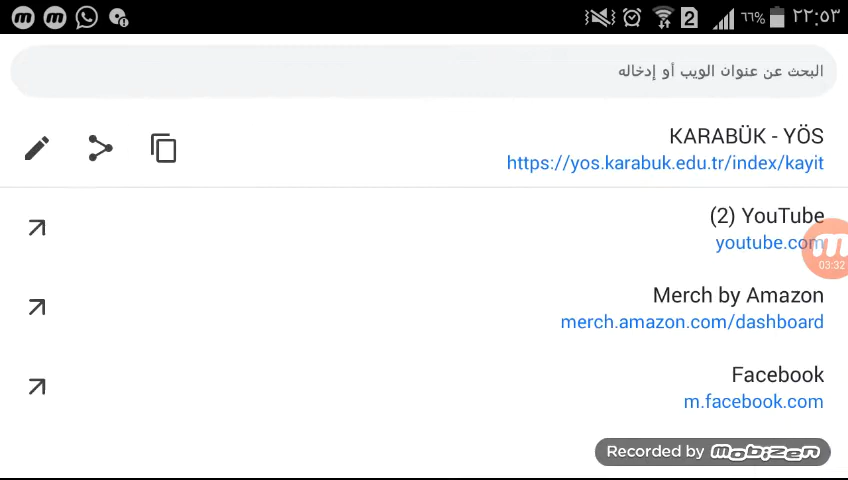 2 ٦٦% ٢٢:٥٣
البحث عن عنوان الويب أو إدخاله
KARABÜK - YÖS
https://yos.karabuk.edu.tr/index/kayit
(2) YouTube
youtube.com
03:32
Merch by Amazon
merch.amazon.com/dashboard
Facebook
m.facebook.com
Recorded by mobizen